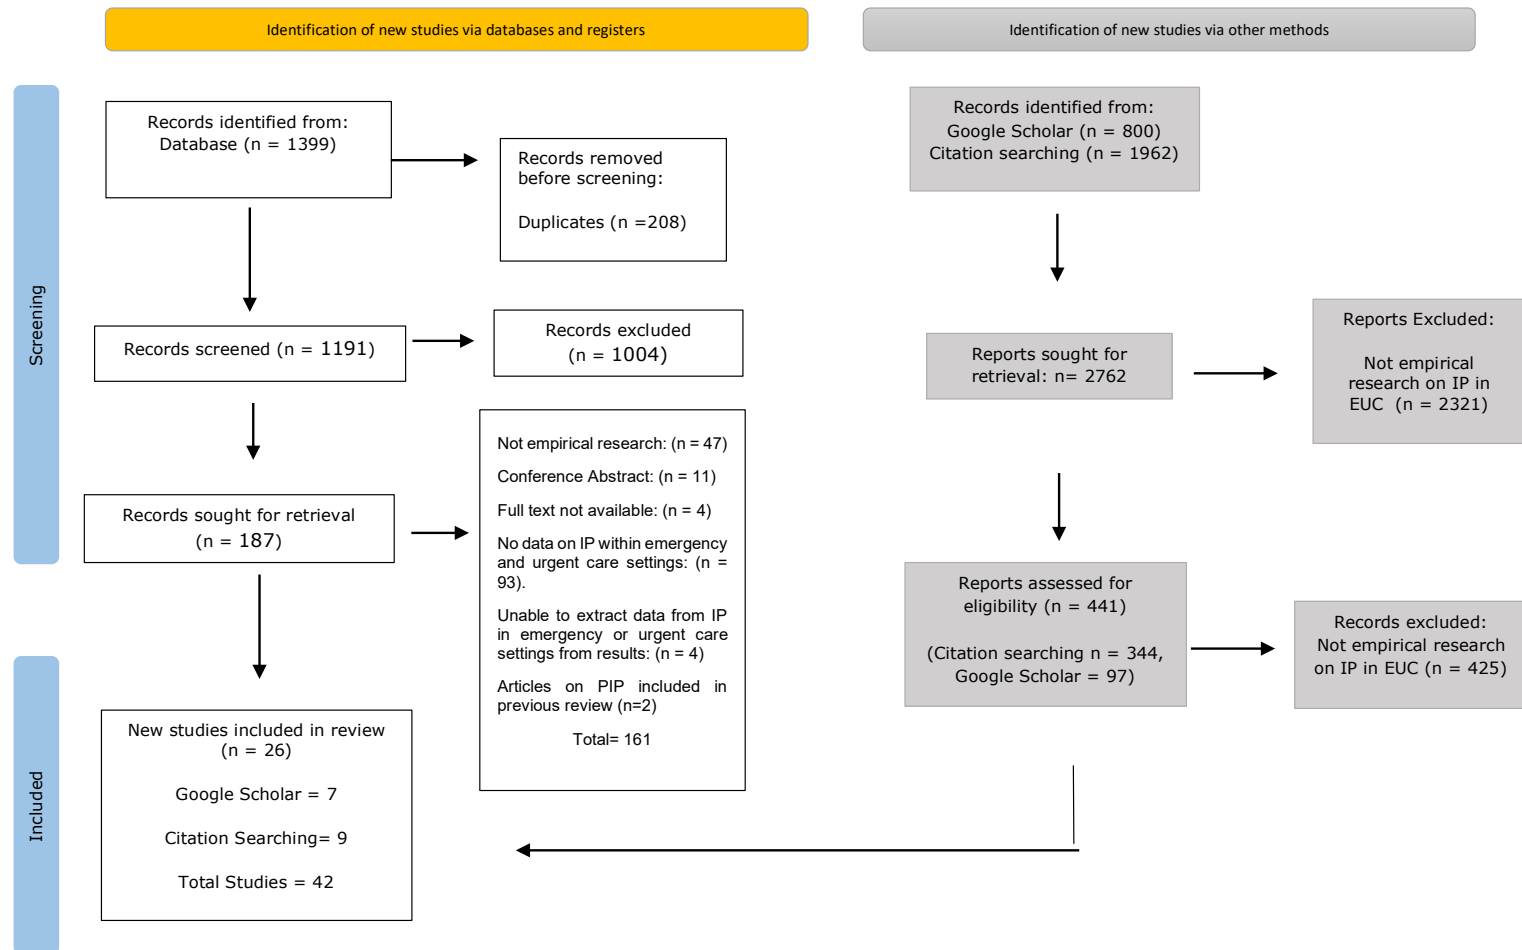 Identification of new studies via databases and registers
Identification of new studies via other methods
Screening
Included
Records identified from:
Database (n = 1399)
Records removed
before screening:
Duplicates (n =208)
Records screened (n = 1191)
Records excluded
(n = 1004)
Records sought for retrieval
(n = 187)
Not empirical research: (n = 47)
Conference Abstract: (n = 11)
Full text not available: (n = 4)
No data on IP within emergency
and urgent care settings: (n =
93).
Unable to extract data from IP
in emergency or urgent care
settings from results: (n = 4)
Articles on PIP included in
previous review (n=2)
Total= 161
New studies included in review
(n = 26)
Google Scholar = 7
Citation Searching= 9
Total Studies = 42
Records identified from:
Google Scholar (n = 800)
Citation searching (n = 1962)
Reports sought for
retrieval: n= 2762
Reports Excluded:
Not empirical
research on IP in
EUC (n = 2321)
Reports assessed for
eligibility (n = 441)
(Citation searching n = 344,
Google Scholar = 97)
Records excluded:
Not empirical research
on IP in EUC (n = 425)